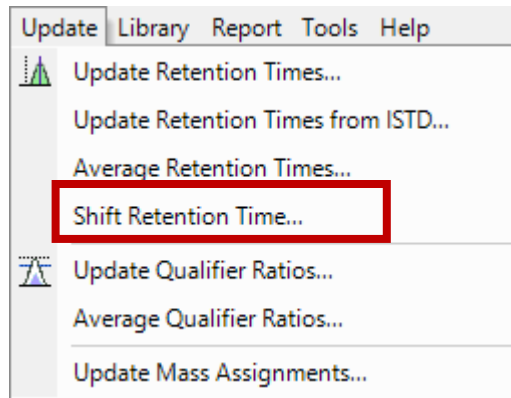 Update Library Report Tools Help
Update Retention Times...
Update Retention Times from ISTD...
Average Retention Times...
Shift Retention Time...
Update Qualifier Ratios...
Average Qualifier Ratios...
Update Mass Assignments...